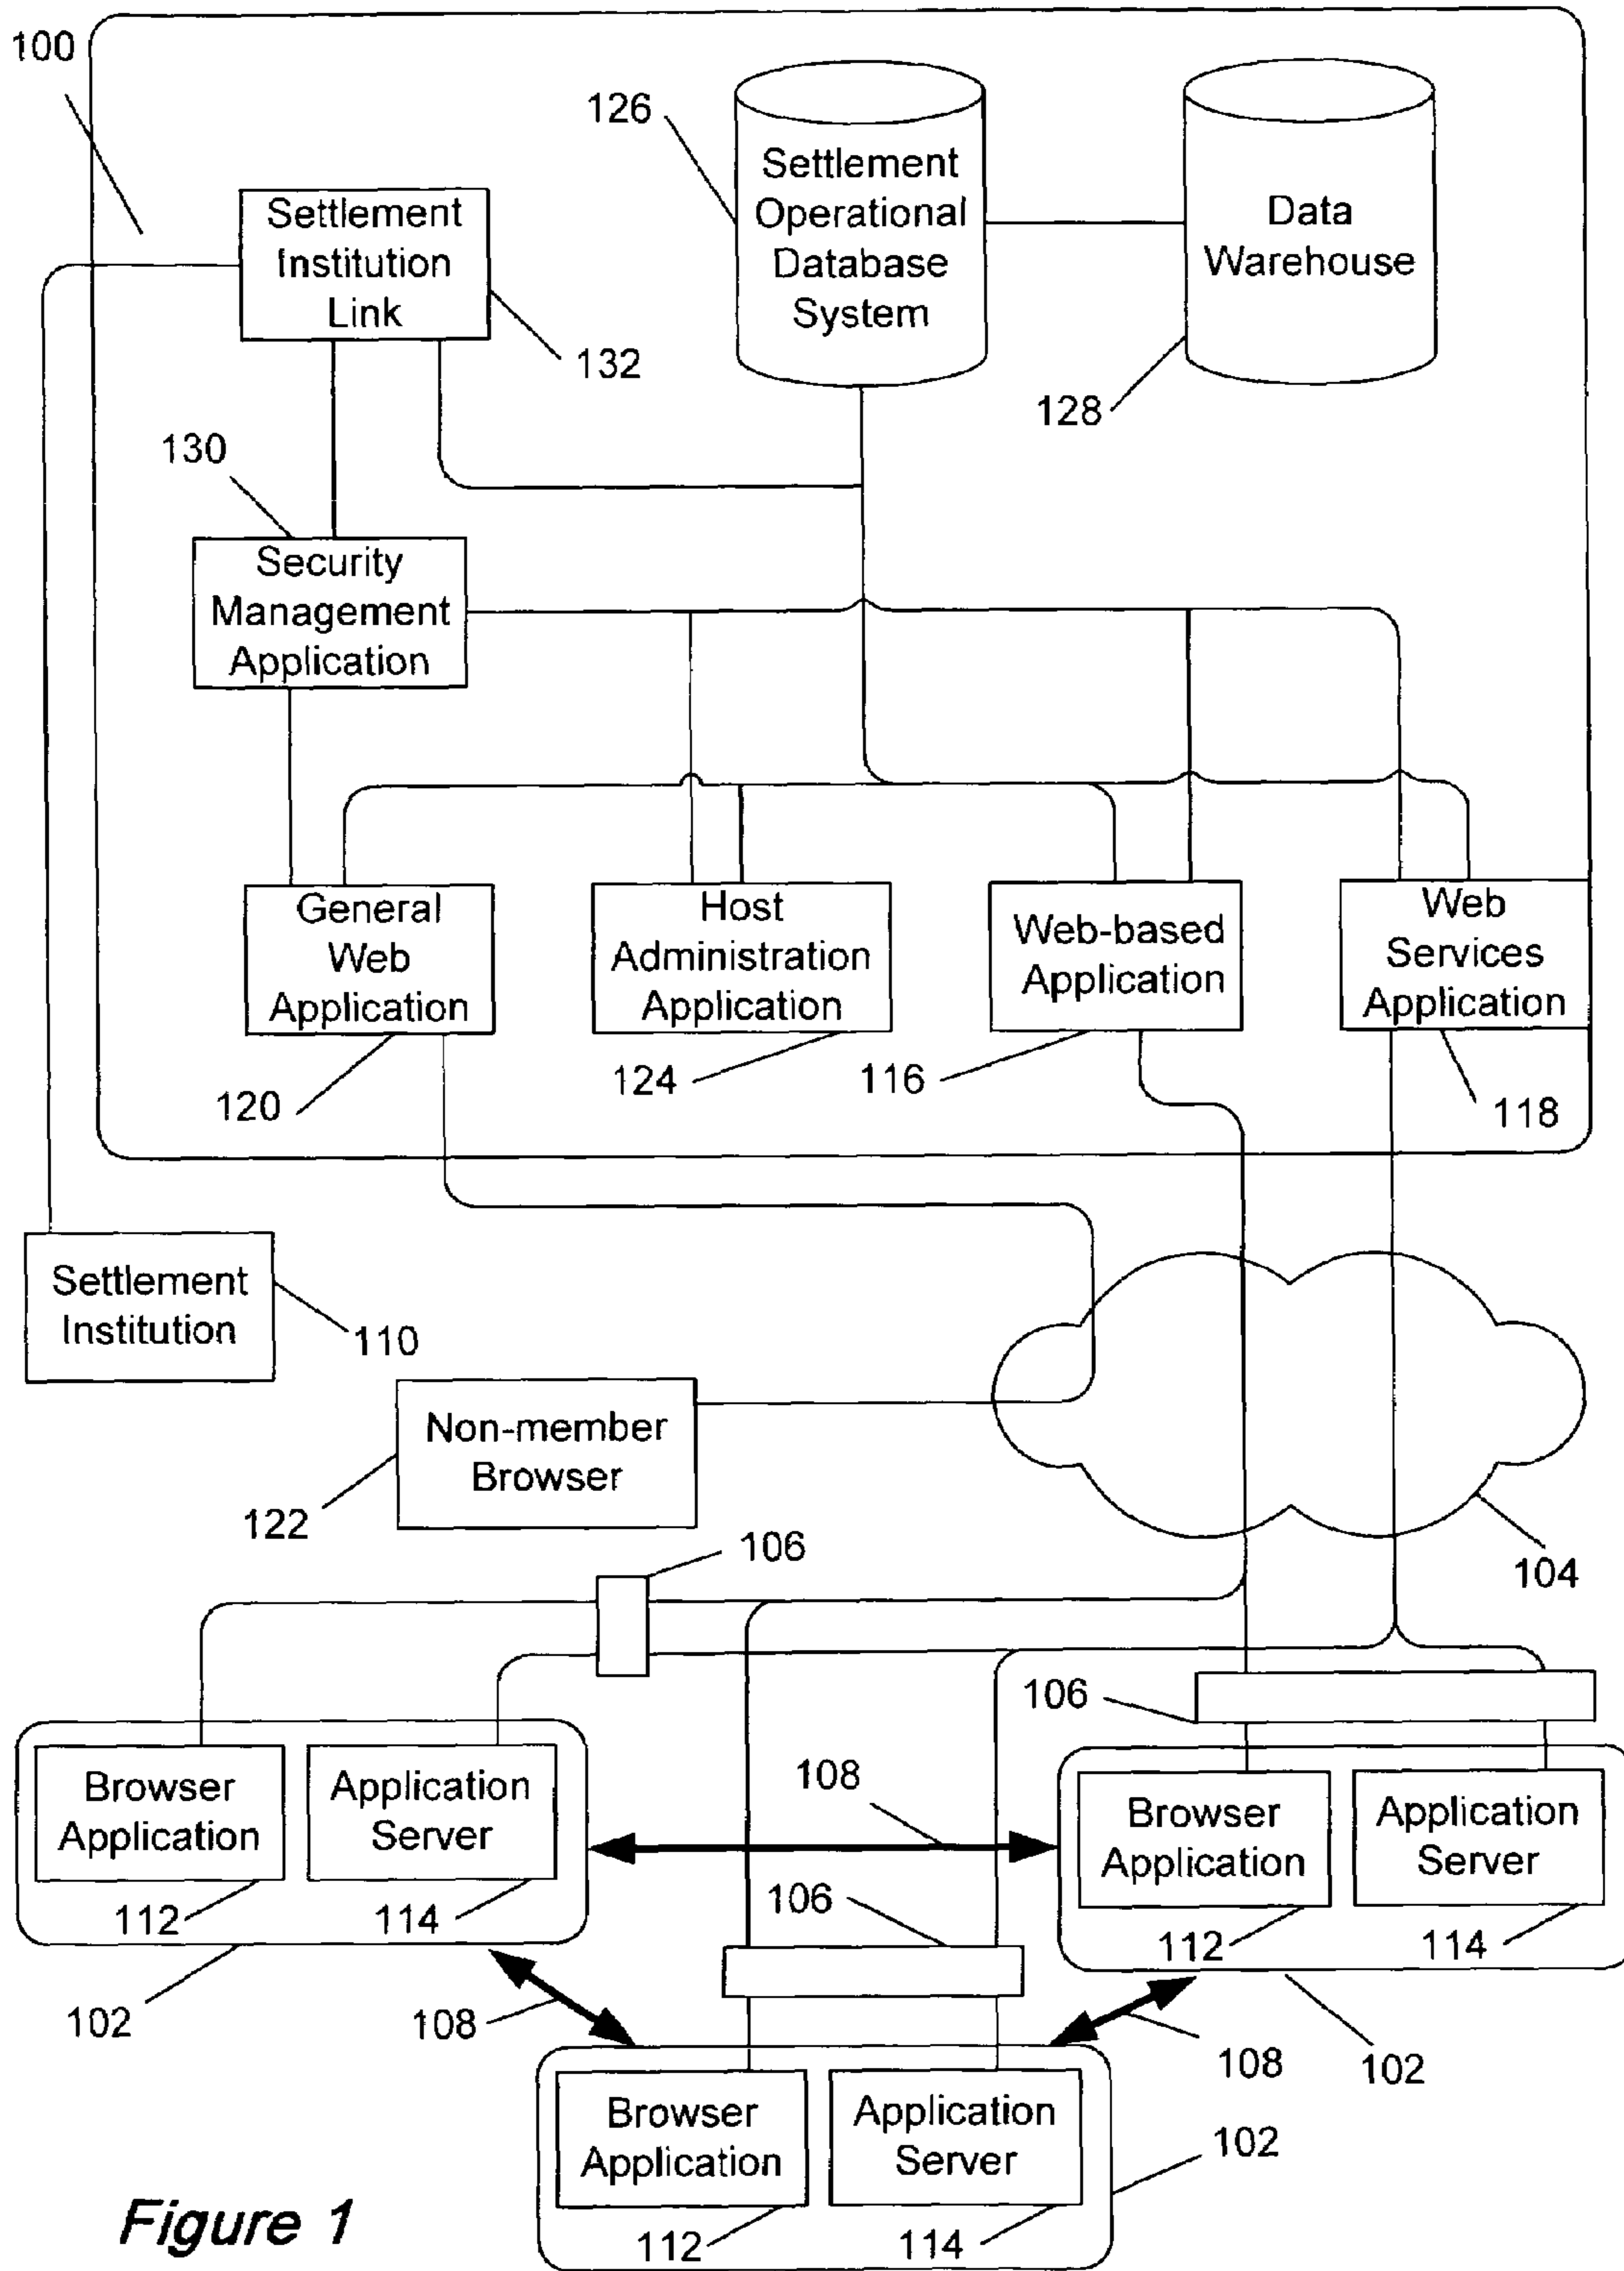 100
126
Settlement
Operational
Database
System
Data
Warehouse
128
Settlement
Institution
Link
132
130
Security
Management
Application
General
Web
Application
120
Host
Administration
Application
124
Web-based
Application
116
Web
Services
Application
118
Settlement
Institution
110
Non-member
Browser
122
104
106
106
Browser
Application
112
Application
Server
114
102
108
106
Browser
Application
112
Application
Server
114
102
108
108
Browser
Application
112
Application
Server
114
102
Figure 1